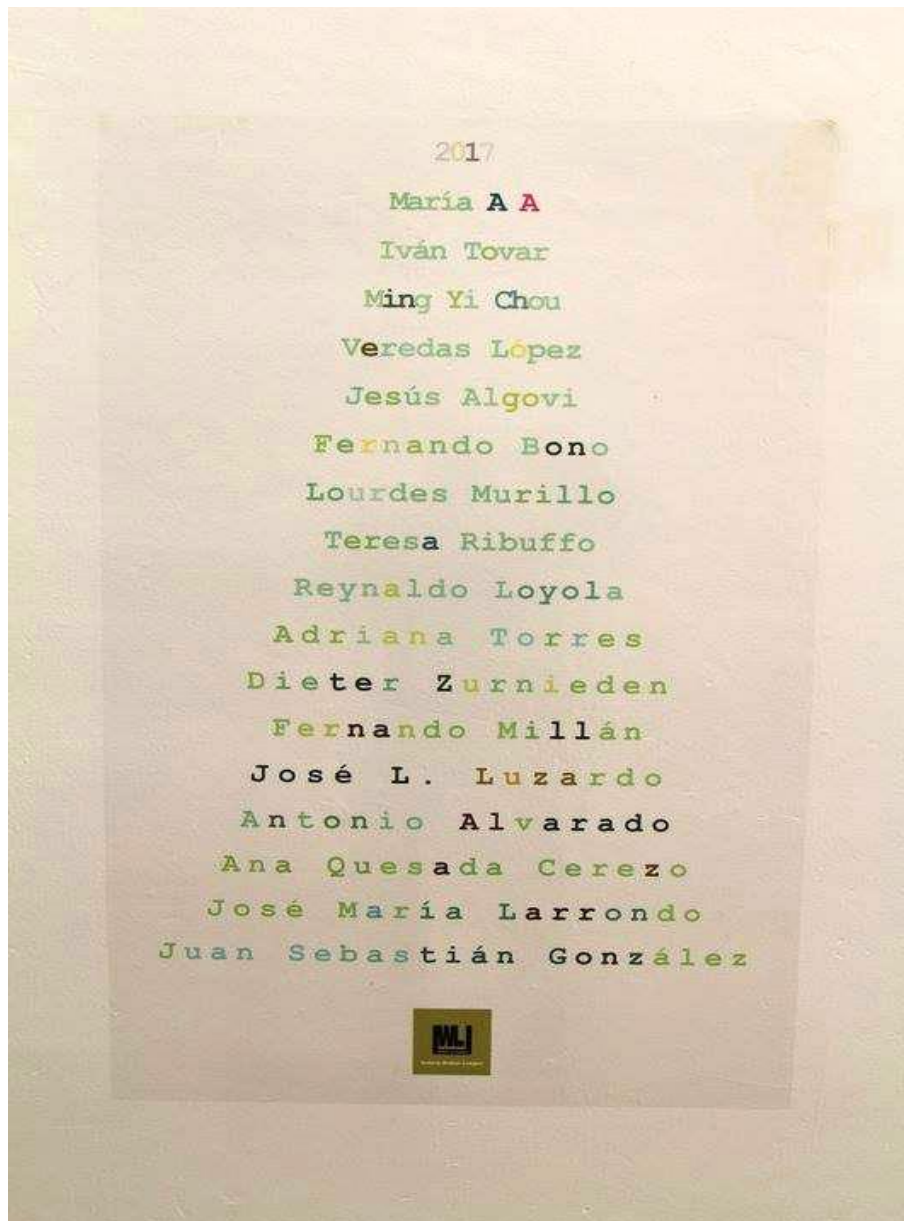 2017
María A A
Iván Tovar
Ming Yi Chou
Veredas López
Jesús Algovi
Fernando Bono
Lourdes Murillo
Teresa Ribuffo
Reynaldo Loyola
Adriana Torres
Dieter Zurnieden
Fernando Millán
José L. Luzardo
Antonio Alvarado
Ana Quesada Cerezo
José María Larrondo
Juan Sebastián González